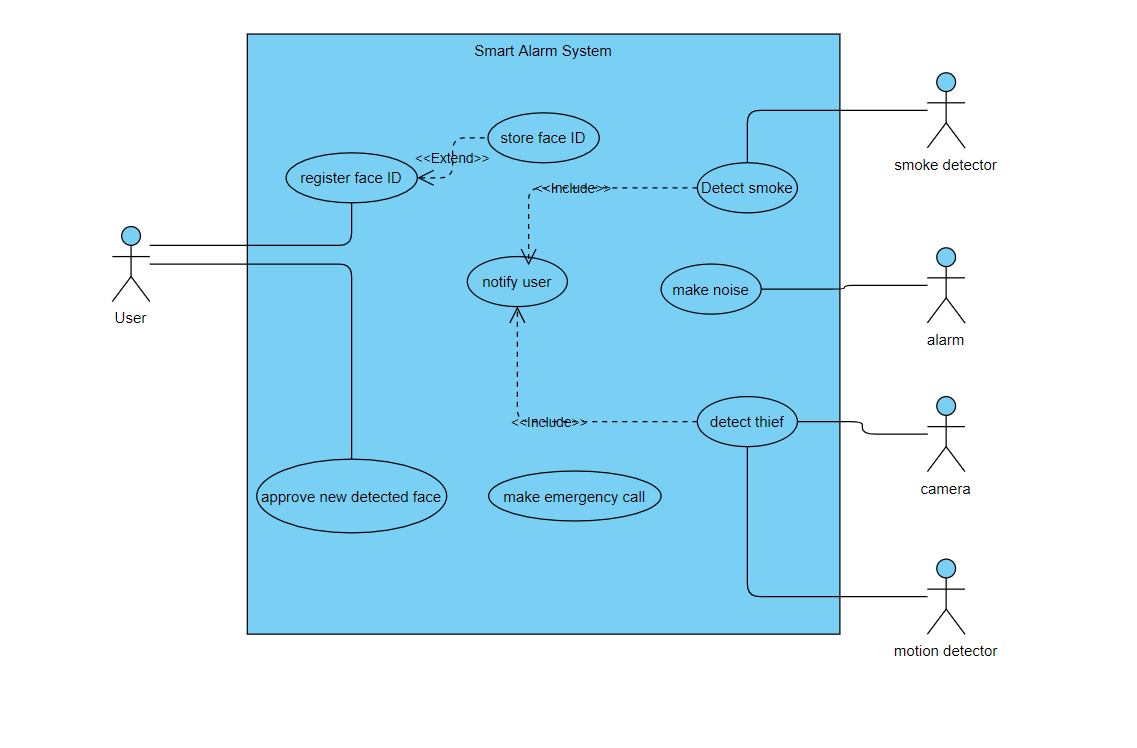 Smart Alarm System
store face ID
<<Extend>>
register face ID
smoke detector
<<Include>>
Detect smoke
User
notify user
make noise
alarm
<<Include>>
detect thief
camera
approve new detected face
make emergency call
motion detector